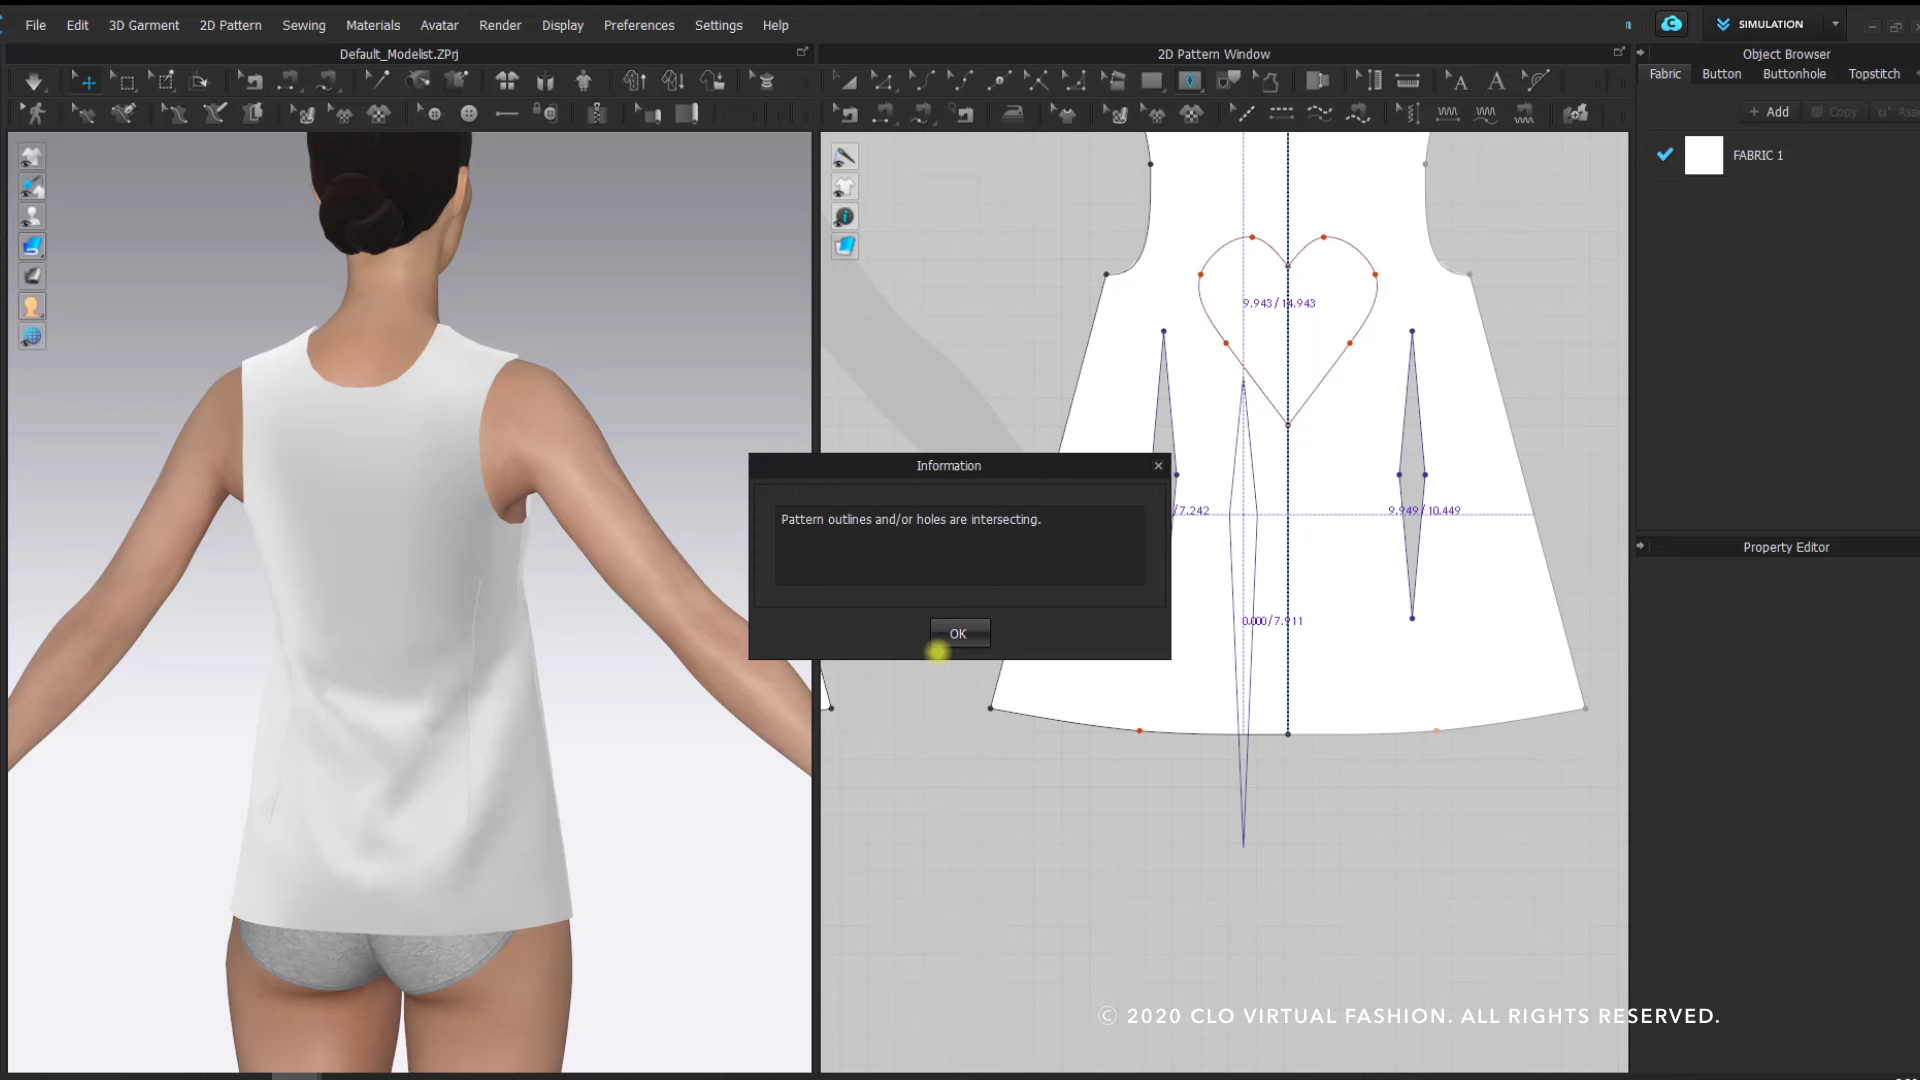 File Edit 3D Garment 2D Pattern Sewing Materials Avatar Render Display Preferences Settings Help
SIMULATION
Default_Modelist.ZPrj
2D Pattern Window
Object Browser
Fabric Button Buttonhole Topstitch
+ Add Copy
FABRIC 1
9.943/14.943
/7.242
9.949/10.449
0.000/7.911
Information
Pattern outlines and/or holes are intersecting.
OK
Property Editor
© 2020 CLO VIRTUAL FASHION. ALL RIGHTS RESERVED.